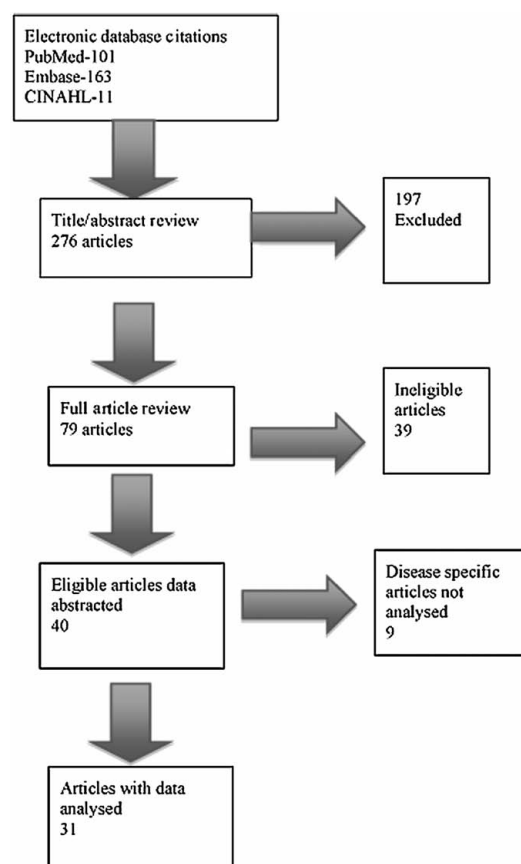 Electronic database citations
PubMed-101
Embase-163
CINAHL-11
Title/abstract review
276 articles
197
Excluded
Full article review
79 articles
Ineligible
articles
39
Eligible articles data
abstracted
40
Disease specific
articles not
analysed
9
Articles with data
analysed
31